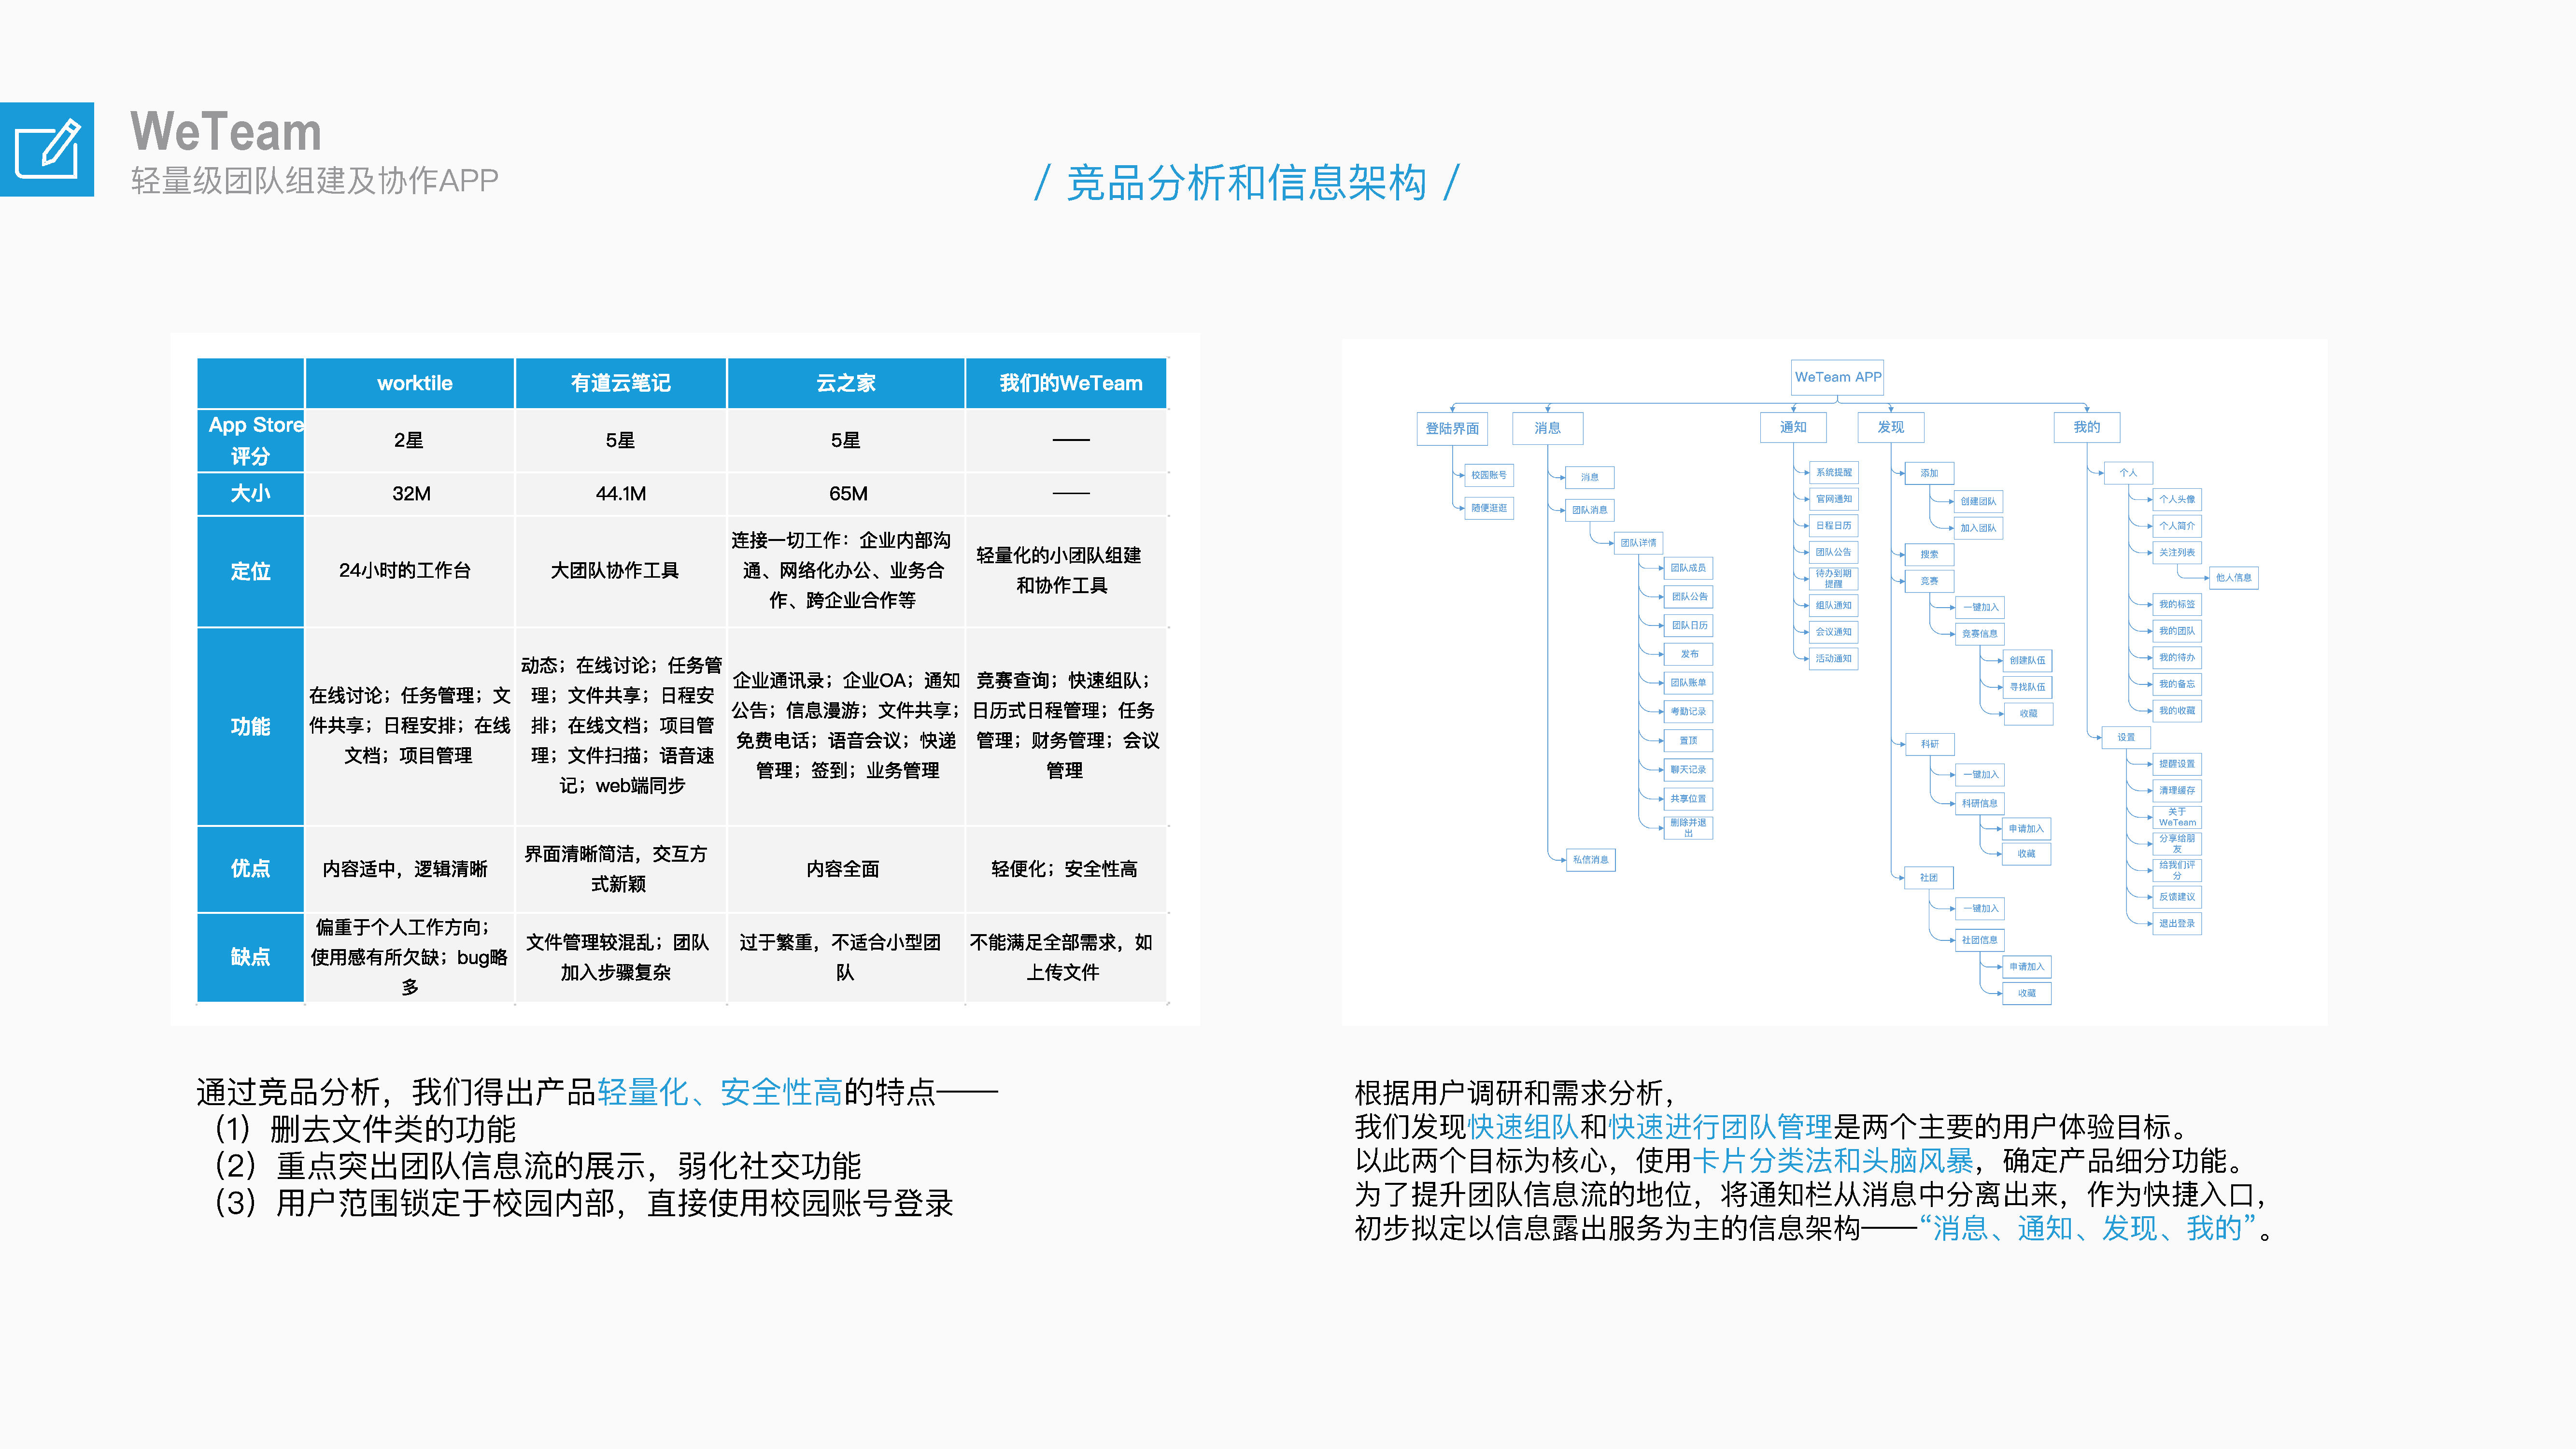 WeTeam
轻量级团队组建及协作APP
/ 竞品分析和信息架构 /
worktile
有道云笔记
云之家
我们的WeTeam
App Store
评分
2星
5星
5星
——
大小
32M
44.1M
65M
——
定位
24小时的工作台
大团队协作工具
连接一切工作：企业内部沟
通、网络化办公、业务合
作、跨企业合作等
轻量化的小团队组建
和协作工具
功能
在线讨论；任务管理；文
件共享；日程安排；在线
文档；项目管理
动态；在线讨论；任务管
理；文件共享；日程安
排；在线文档；项目管
理；文件扫描；语音速
记；web端同步
企业通讯录；企业OA；通知
公告；信息漫游；文件共享；
免费电话；语音会议；快递
管理；签到；业务管理
竞赛查询；快速组队；
日历式日程管理；任务
管理；财务管理；会议
管理
优点
内容适中，逻辑清晰
界面清晰简洁，交互方
式新颖
内容全面
轻便化；安全性高
缺点
偏重于个人工作方向；
使用感有所欠缺；bug略
多
文件管理较混乱；团队
加入步骤复杂
过于繁重，不适合小型团
队
不能满足全部需求，如
上传文件
通过竞品分析，我们得出产品轻量化、安全性高的特点——
（1）删去文件类的功能
（2）重点突出团队信息流的展示，弱化社交功能
（3）用户范围锁定于校园内部，直接使用校园账号登录
WeTeam APP
登陆界面
校园账号
随便逛逛
消息
消息
团队消息
团队详情
团队成员
团队公告
团队日历
发布
团队账单
考勤记录
置顶
聊天记录
共享位置
删除并退
出
私信消息
通知
系统提醒
官网通知
日程日历
团队公告
待办到期
提醒
组队通知
会议通知
活动通知
发现
添加
创建团队
加入团队
搜索
竞赛
一键加入
竞赛信息
创建队伍
寻找队伍
收藏
科研
一键加入
科研信息
申请加入
收藏
社团
一键加入
社团信息
申请加入
收藏
我的
个人
个人头像
个人简介
关注列表
他人信息
我的标签
我的团队
我的待办
我的备忘
我的收藏
设置
提醒设置
清理缓存
关于
WeTeam
分享给朋
友
给我们评
分
反馈建议
退出登录
根据用户调研和需求分析，
我们发现快速组队和快速进行团队管理是两个主要的用户体验目标。
以此两个目标为核心，使用卡片分类法和头脑风暴，确定产品细分功能。
为了提升团队信息流的地位，将通知栏从消息中分离出来，作为快捷入口，
初步拟定以信息露出服务为主的信息架构——“消息、通知、发现、我的”。